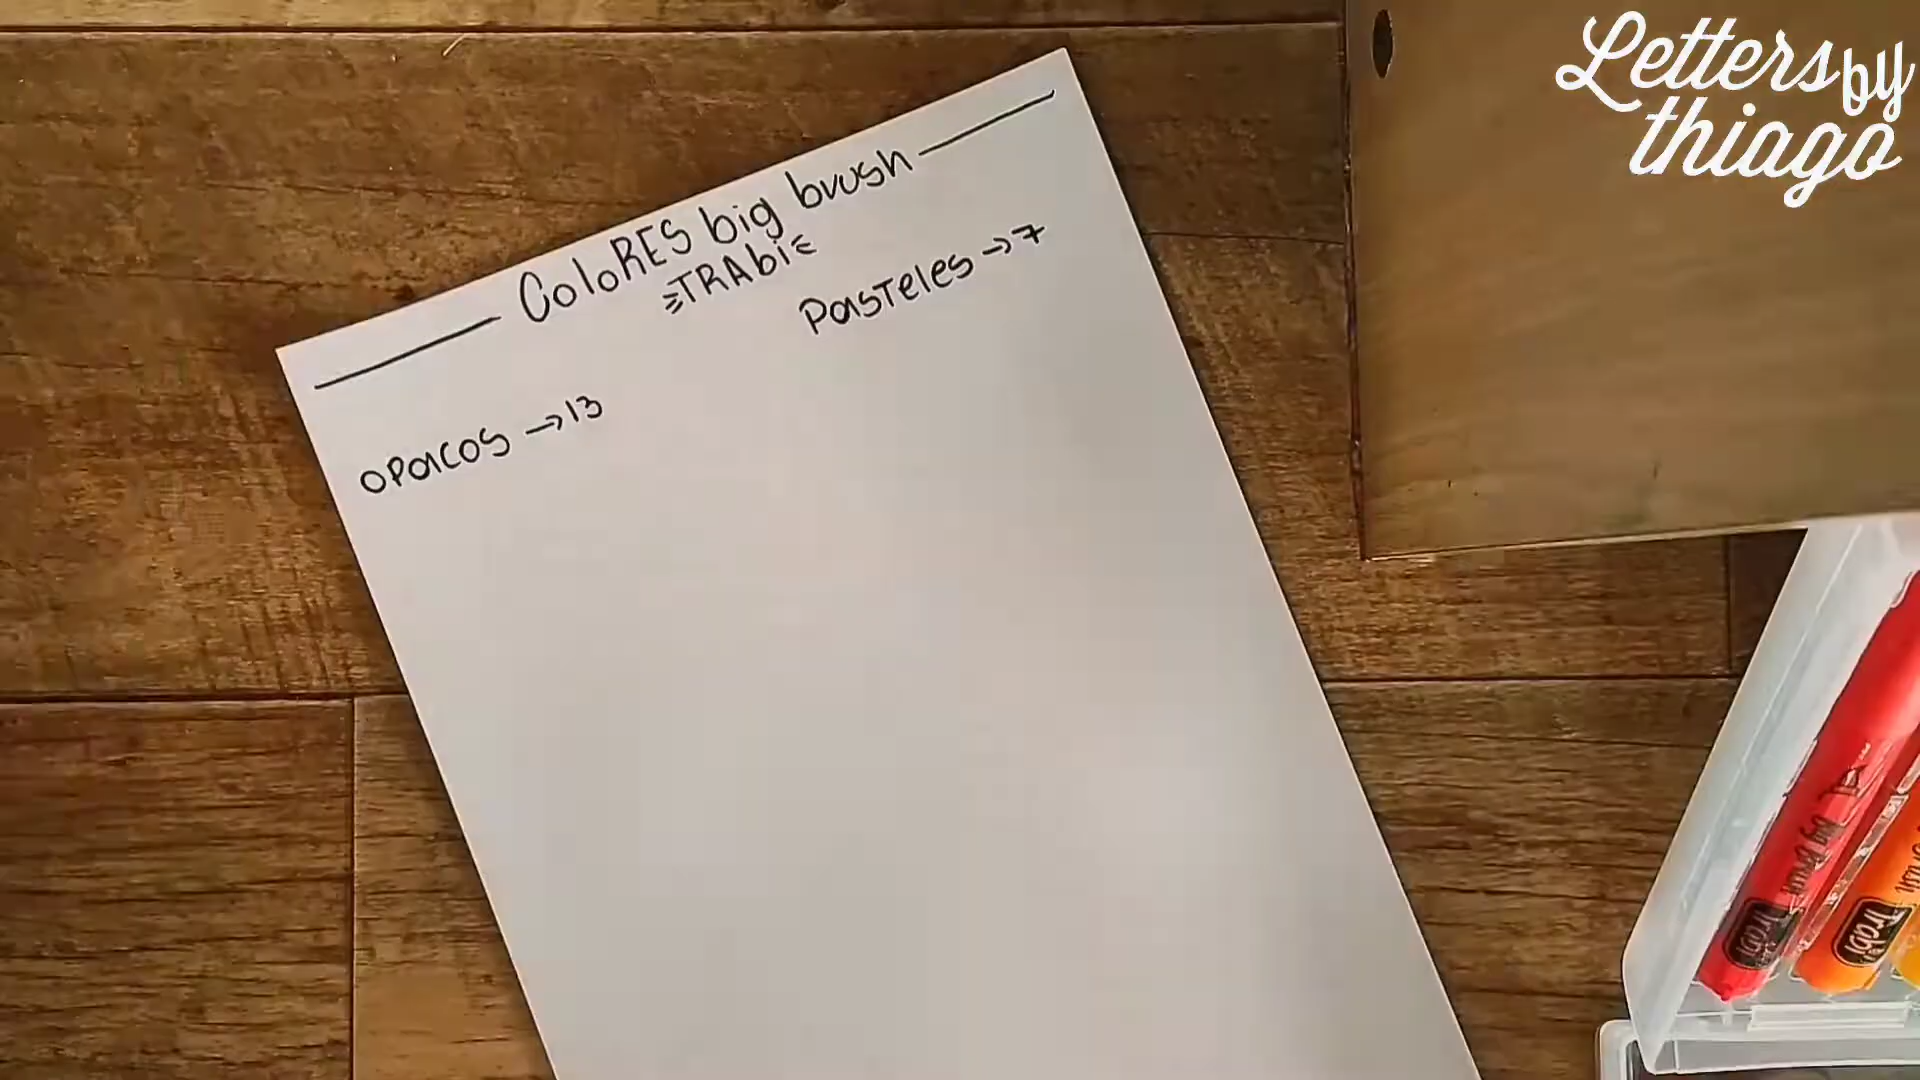 Letters by
thiago
ColoRES big brush
TRAbi
Pasteles → 7
opacos → 13
big Brush
Trabi
Trabi